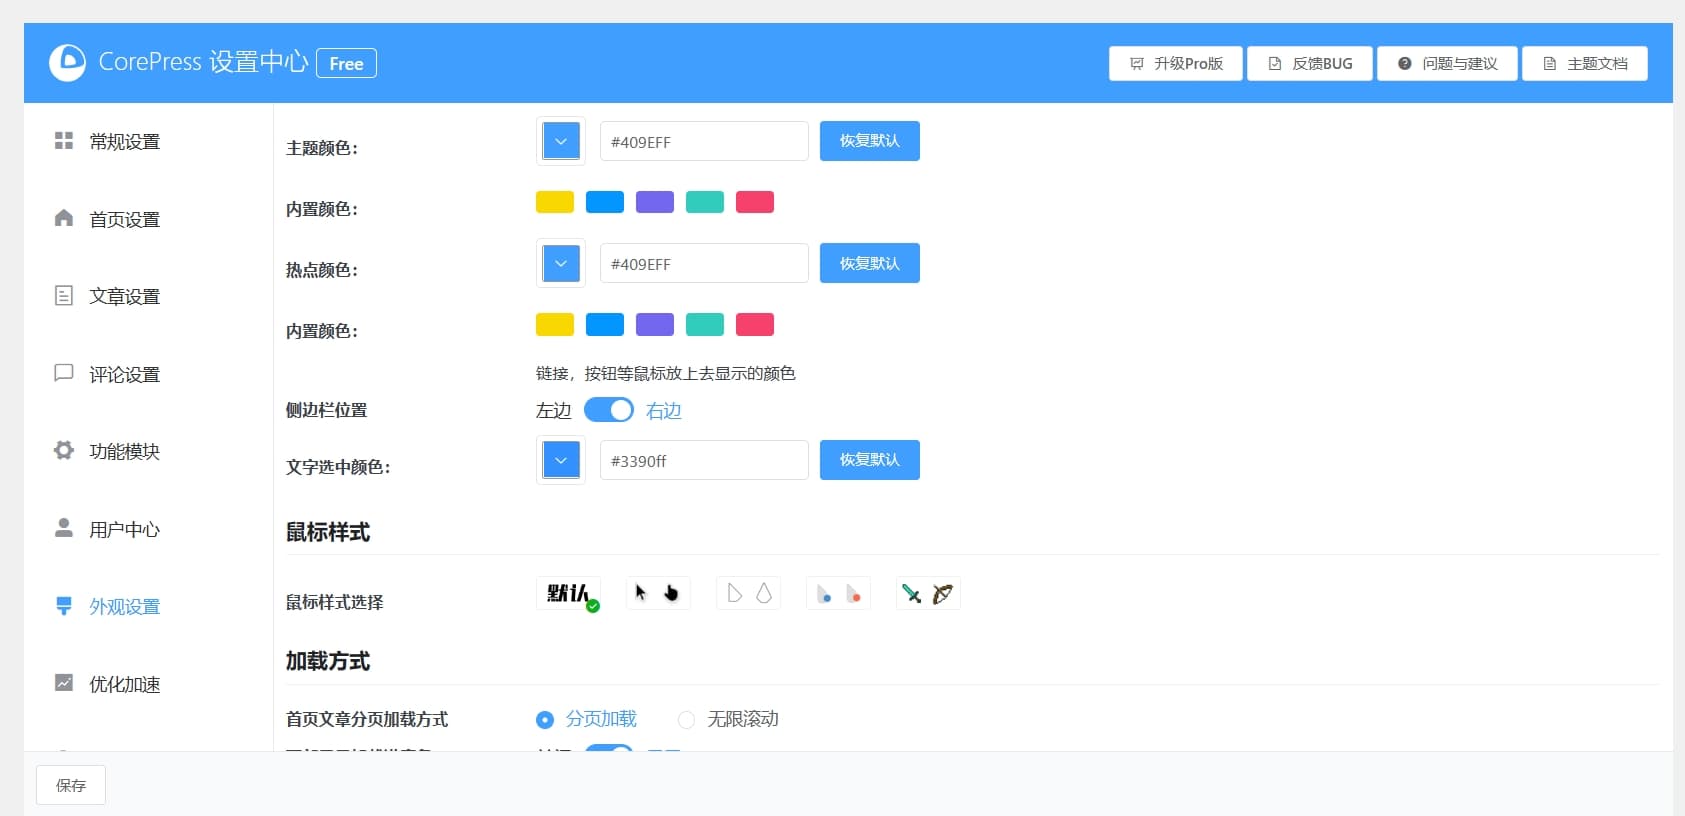 CorePress 设置中心 Free
升级Pro版 反馈BUG 问题与建议 主题文档
常规设置
首页设置
文章设置
评论设置
功能模块
用户中心
外观设置
优化加速
主题颜色: #409EFF 恢复默认
内置颜色:
热点颜色: #409EFF 恢复默认
内置颜色:
链接，按钮等鼠标放上去显示的颜色
侧边栏位置 左边 右边
文字选中颜色: #3390ff 恢复默认
鼠标样式
鼠标样式选择 默认
加载方式
首页文章分页加载方式 分页加载 无限滚动
保存